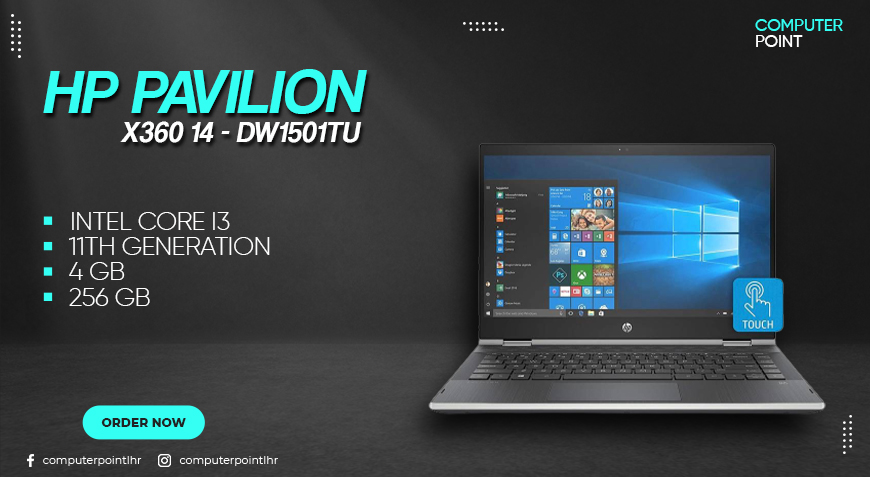 COMPUTER
POINT
HP PAVILION
X360 14 - DW1501TU
INTEL CORE I3
11TH GENERATION
4 GB
256 GB
hp
TOUCH
ORDER NOW
computerpointlhr
computerpointlhr